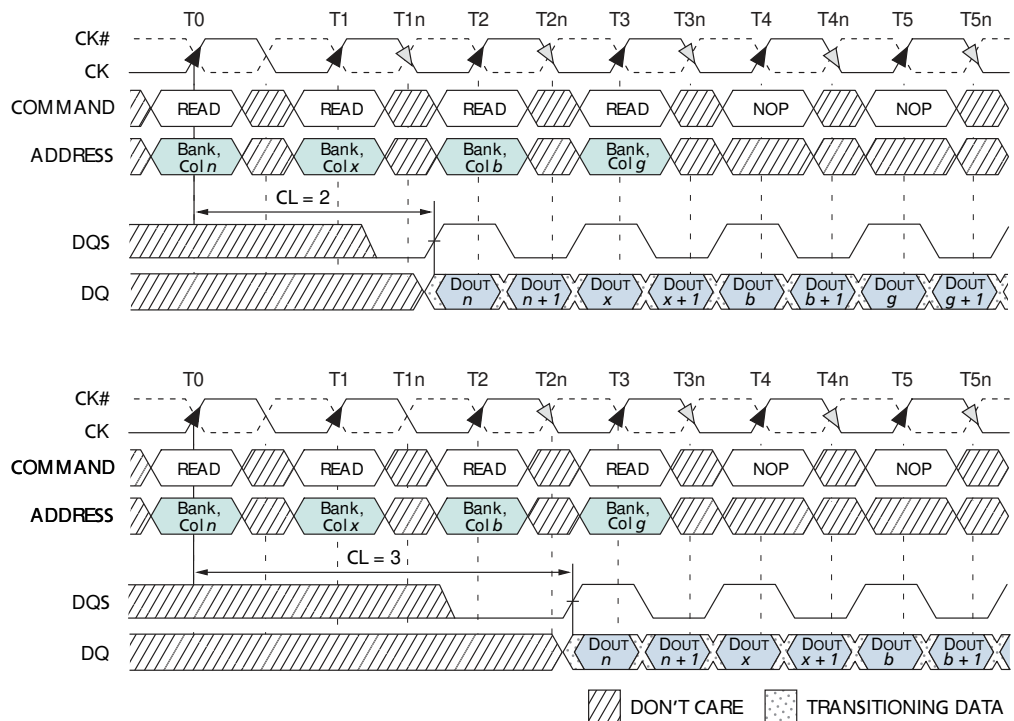 T0 T1 T1n T2 T2n T3 T3n T4 T4n T5 T5n
CK#
CK
COMMAND READ READ READ READ NOP NOP
ADDRESS Bank, Col n Bank, Col x Bank, Col b Bank, Col g
CL = 2
DQS
DQ DOUT n DOUT n + 1 DOUT x DOUT x + 1 DOUT b DOUT b + 1 DOUT g DOUT g + 1
T0 T1 T1n T2 T2n T3 T3n T4 T4n T5 T5n
CK#
CK
COMMAND READ READ READ READ NOP NOP
ADDRESS Bank, Col n Bank, Col x Bank, Col b Bank, Col g
CL = 3
DQS
DQ DOUT n DOUT n + 1 DOUT x DOUT x + 1 DOUT b DOUT b + 1
DON'T CARE TRANSITIONING DATA